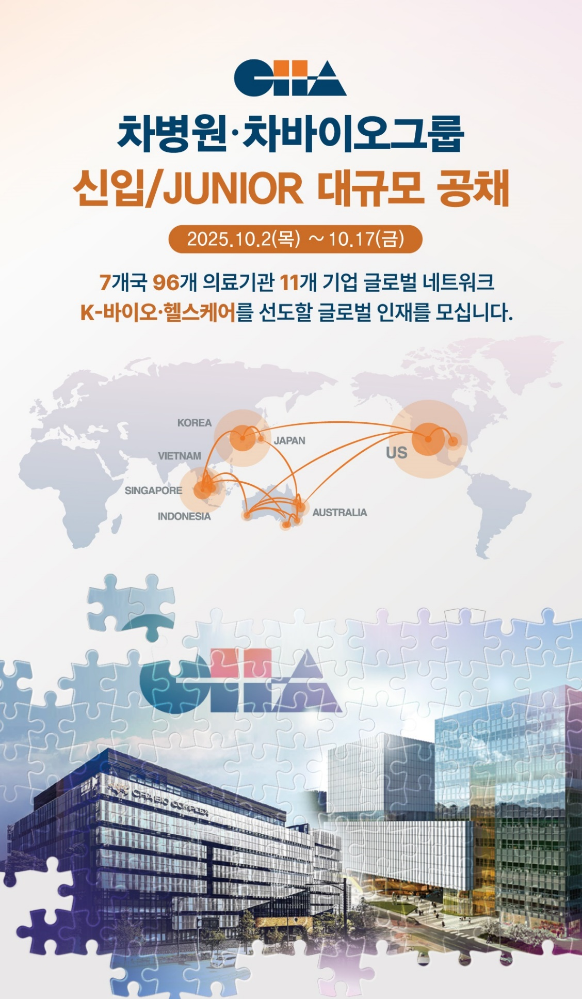 CHA
차병원·차바이오그룹
신입/JUNIOR 대규모 공채
2025.10.2(목) ~ 10.17(금)
7개국 96개 의료기관 11개 기업 글로벌 네트워크
K-바이오·헬스케어를 선도할 글로벌 인재를 모십니다.
KOREA
JAPAN
US
VIETNAM
SINGAPORE
INDONESIA
AUSTRALIA
CHA
CHA BIO COMPLEX